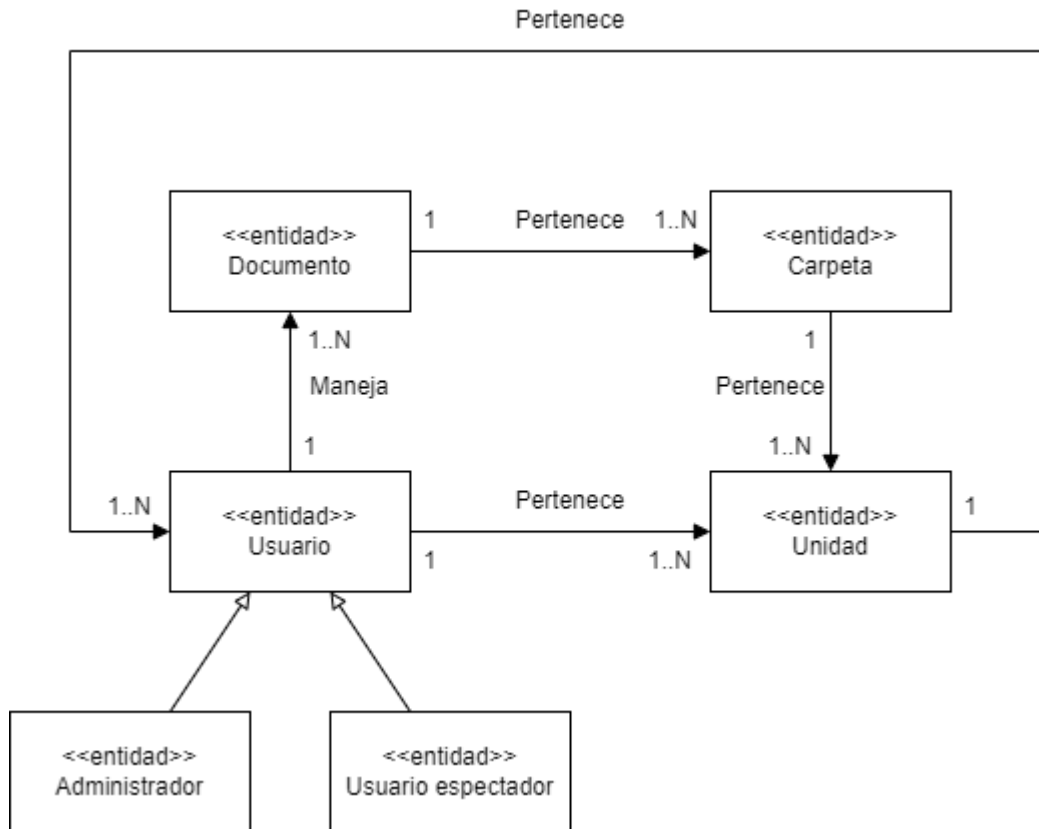 Pertenece
<<entidad>>
Documento
1
Pertenece
1..N
<<entidad>>
Carpeta
1..N
Maneja
1
1
Pertenece
1..N
1..N
<<entidad>>
Usuario
Pertenece
1
1..N
<<entidad>>
Unidad
1
<<entidad>>
Administrador
<<entidad>>
Usuario espectador